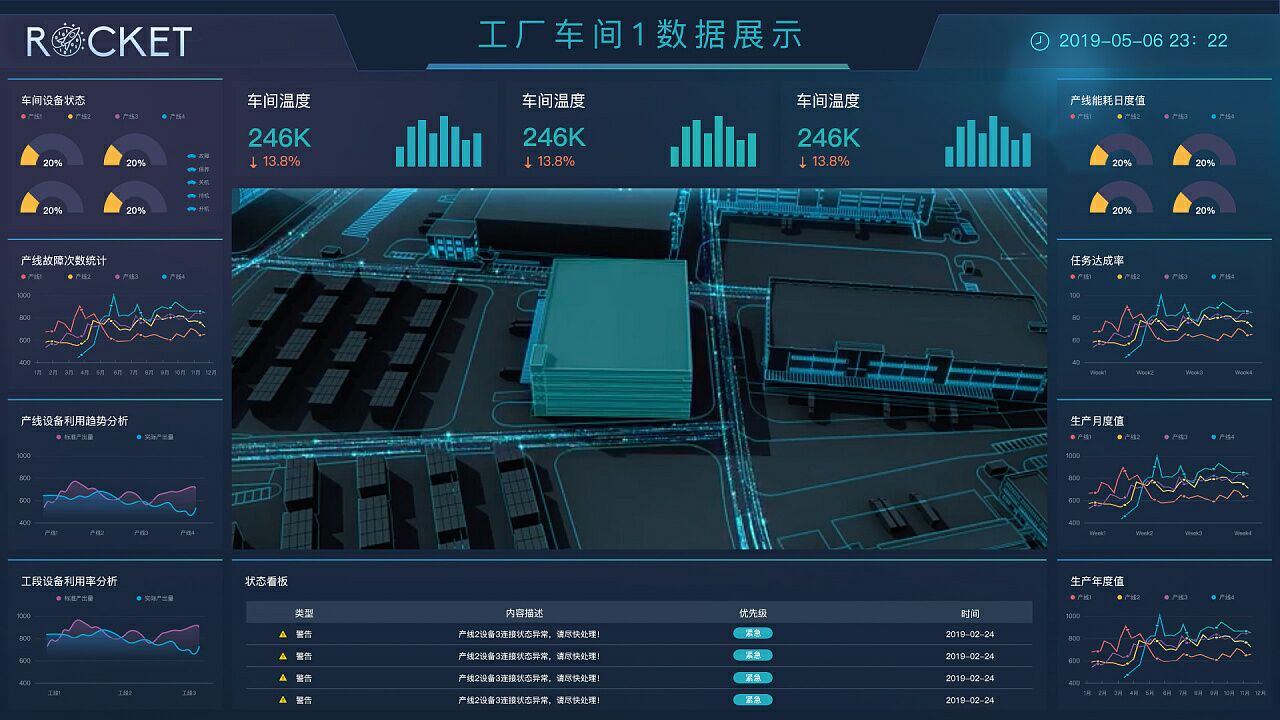 ROCKET
工厂车间1数据展示
2019-05-06 23: 22
车间设备状态
产线1 产线2 产线3 产线4
20% 20%
20% 20%
故障
保养
关机
待机
开机
产线故障次数统计
产线1 产线2 产线3 产线4
1000
800
600
400
1月 2月 3月 4月 5月 6月 7月 8月 9月 10月 11月 12月
产线设备利用趋势分析
标准产出量 实际产出量
1000
800
600
400
产线1 产线2 产线3 产线4
工段设备利用率分析
标准产出量 实际产出量
1000
800
600
400
工段1 工段2 工段3
车间温度
246K
↓ 13.8%
车间温度
246K
↓ 13.8%
车间温度
246K
↓ 13.8%
状态看板
类型 内容描述 优先级 时间
警告 产线2设备3连接状态异常，请尽快处理！ 紧急 2019-02-24
警告 产线2设备3连接状态异常，请尽快处理！ 紧急 2019-02-24
警告 产线2设备3连接状态异常，请尽快处理！ 紧急 2019-02-24
警告 产线2设备3连接状态异常，请尽快处理！ 紧急 2019-02-24
产线能耗日度值
产线1 产线2 产线3 产线4
20% 20%
20% 20%
任务达成率
产线1 产线2 产线3 产线4
100
80
60
40
Week1 Week2 Week3 Week4
生产月度值
产线1 产线2 产线3 产线4
1000
800
600
400
Week1 Week2 Week3 Week4
生产年度值
产线1 产线2 产线3 产线4
1000
800
600
400
1月 2月 3月 4月 5月 6月 7月 8月 9月 10月 11月 12月